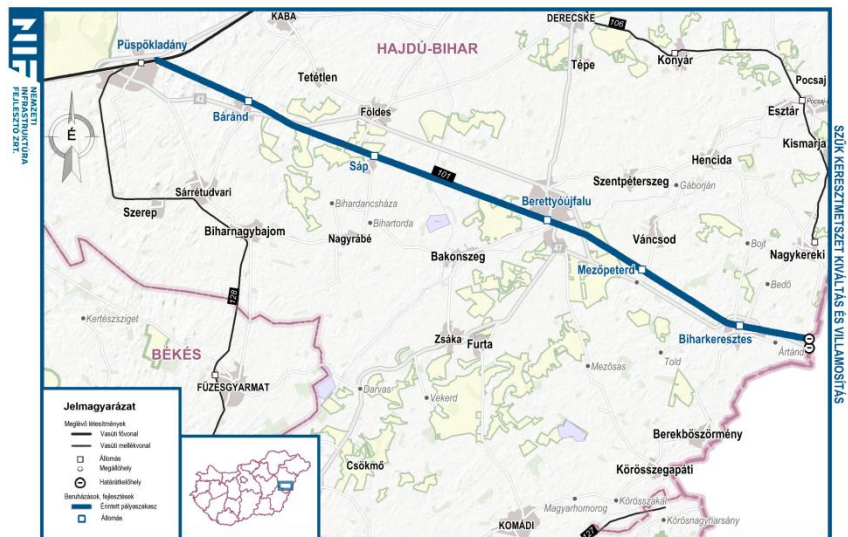 NIF
NEMZETI
INFRASTRUKTÚRA
FEJLESZTŐ ZRT.
SZŰK KERESZTMETSZET KIVÁLTÁS ÉS VILLAMOSÍTÁS
É
KABA
DERECSKE
106
Püspökladány
HAJDÚ-BIHAR
Konyár
Tépe
Tetétlen
Pocsaj
Pocsaj-
42
Földes
Esztár
Báránd
Kismarja
Sáp
Hencida
101
Szentpéterszeg
Sárrétudvari
Gáborján
Szerep
Bihardancsháza
Berettyóújfalu
Bihartorda
Biharnagybajom
Nagyrábé
Váncsod
Bojt
Nagykereki
47
Bakonszeg
Mezőpeterd
Bedő
128
Kertészsziget
Biharkeresztes
Zsáka
Furta
Ártánd
BÉKÉS
Told
Mezősas
FÜZESGYARMAT
Darvas
Vekerd
Jelmagyarázat
Meglévő létesítmények
Vasúti fővonal
Vasúti mellékvonal
Állomás
Megállóhely
Határátkelőhely
Beruházások, fejlesztések
Érintett pályaszakasz
Állomás
Berekböszörmény
Csökmő
Körösszegapáti
Magyarhomorog
Körösszakál
KOMÁDI
Körösnagyharsány
127